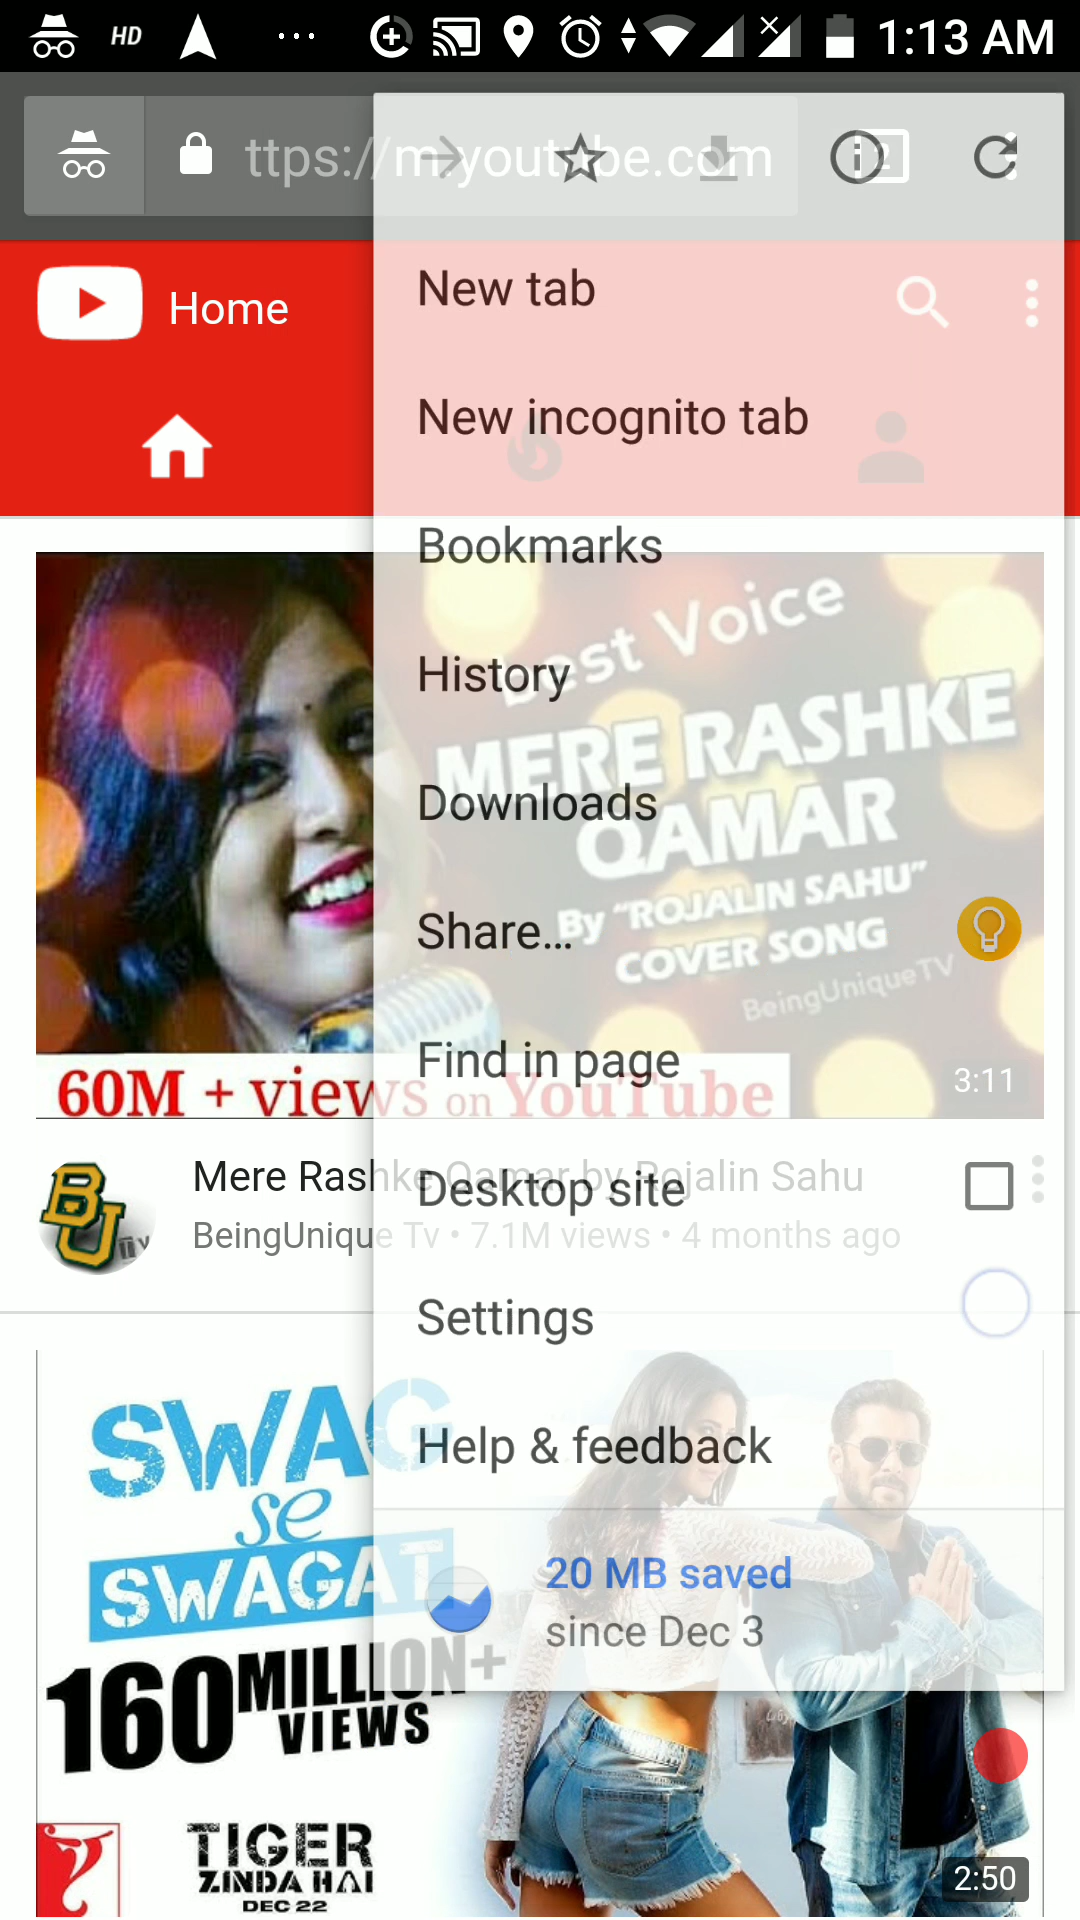 HD
1:13 AM
ttps://m.youtube.com
2
Home
New tab
New incognito tab
Bookmarks
History
Downloads
Share...
Find in page
Desktop site
Settings
Help & feedback
20 MB saved
since Dec 3
Best Voice
MERE RASHKE
QAMAR
By "ROJALIN SAHU"
COVER SONG
BeingUniqueTV
60M + views on YouTube
3:11
BU
TV
Mere Rashke Qamar by Rojalin Sahu
BeingUnique Tv • 7.1M views • 4 months ago
SWAG
se
SWAGAT
160 MILLION+
VIEWS
TIGER
ZINDA HAI
DEC 22
2:50